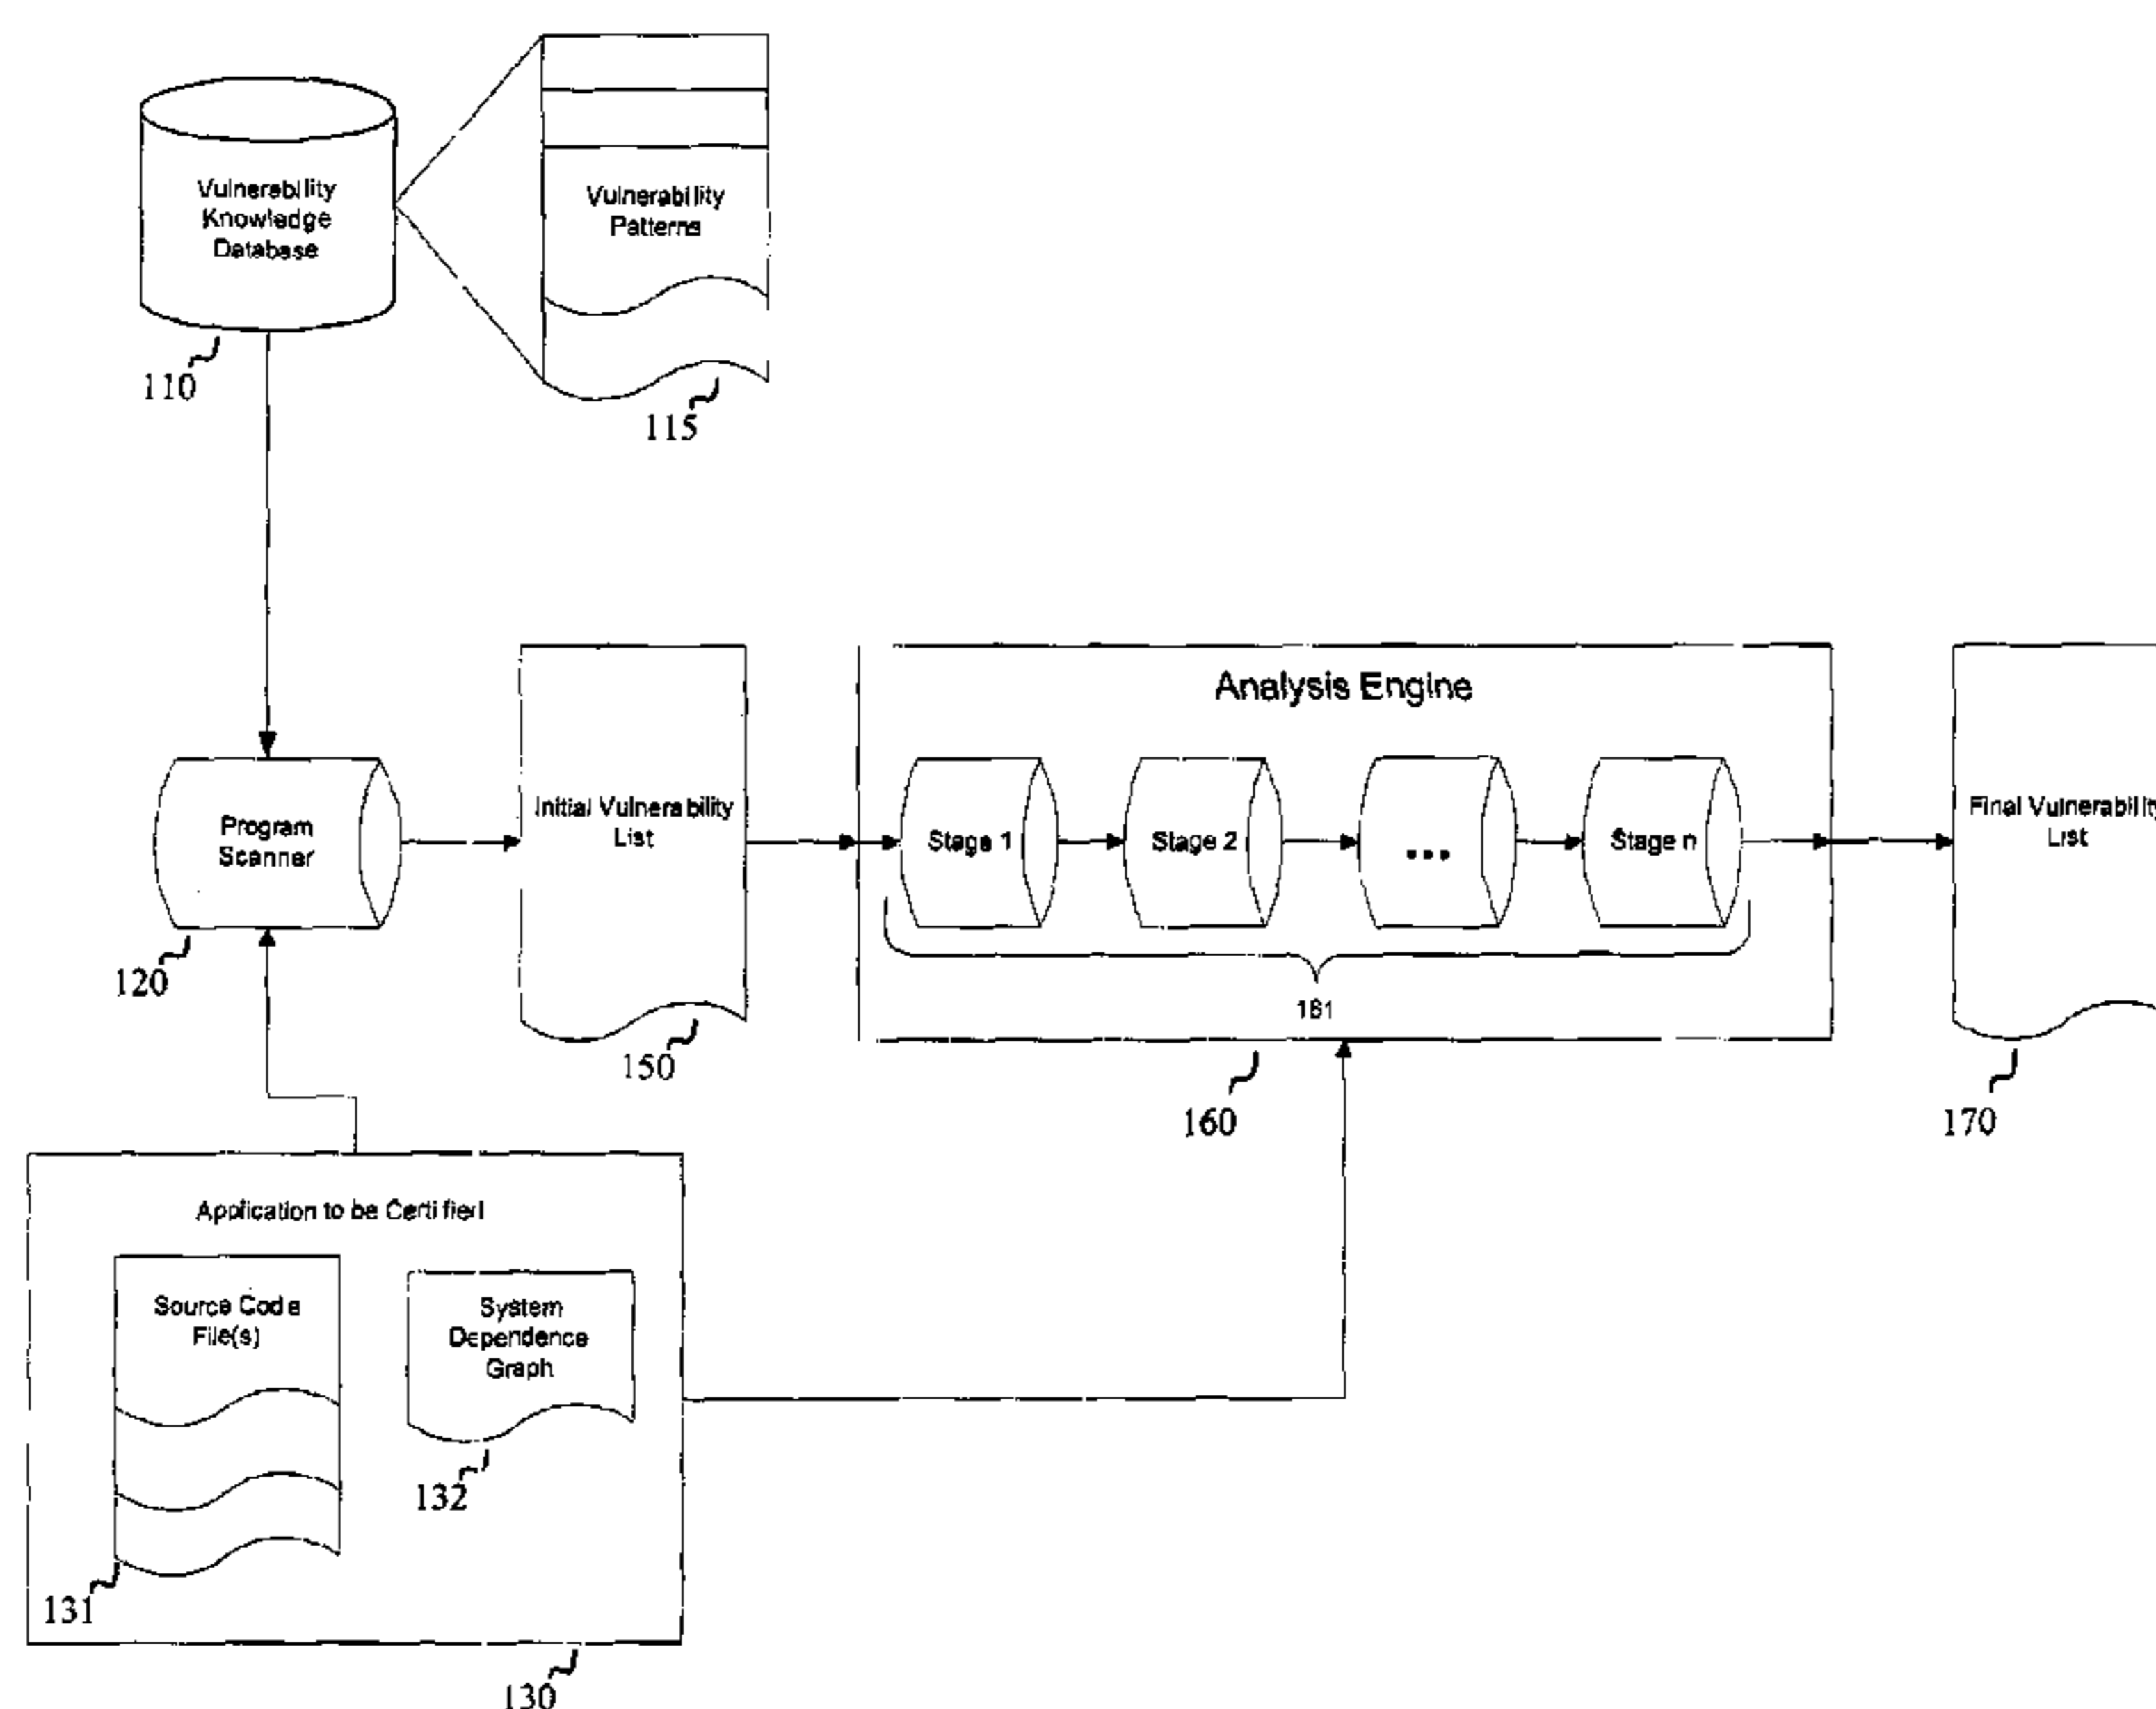 Vulnerability
Knowledge
Database
Vulnerability
Patterns
110
115
Analysis Engine
Program
Scanner
Initial Vulnerability
List
Stage 1
Stage 2
...
Stage n
Final Vulnerability
List
120
150
161
160
170
Application to be Certified
Source Code
File(s)
System
Dependence
Graph
132
131
130